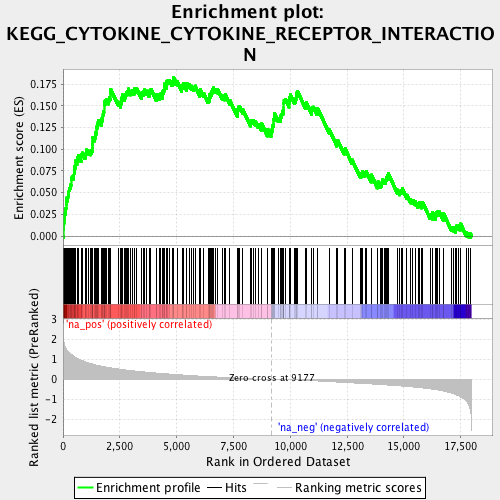 Enrichment plot:
KEGG_CYTOKINE_CYTOKINE_RECEPTOR_INTERACTIO
N
Enrichment score (ES)
0.175
0.150
0.125
0.100
0.075
0.050
0.025
0.000
'na_pos' (positively correlated)
Ranked list metric (PreRanked)
3
2
1
0
-1
-2
Zero cross at 9177
'na_neg' (negatively correlated)
0 2,500 5,000 7,500 10,000 12,500 15,000 17,500
Rank in Ordered Dataset
Enrichment profile Hits Ranking metric scores